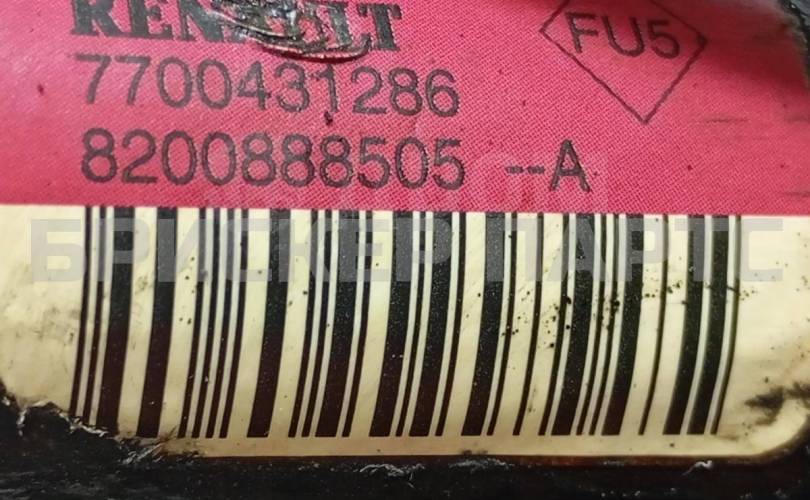 RENAULT
FU5
7700431286
8200888505 --A
БРИСКЕР ПАРТС